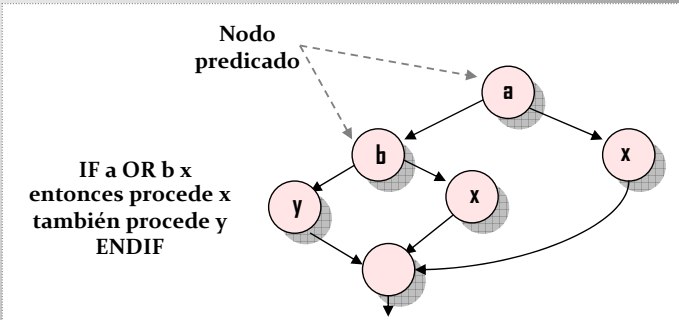 Nodo
predicado
a
b
x
y
x
IF a OR b x
entonces procede x
también procede y
ENDIF